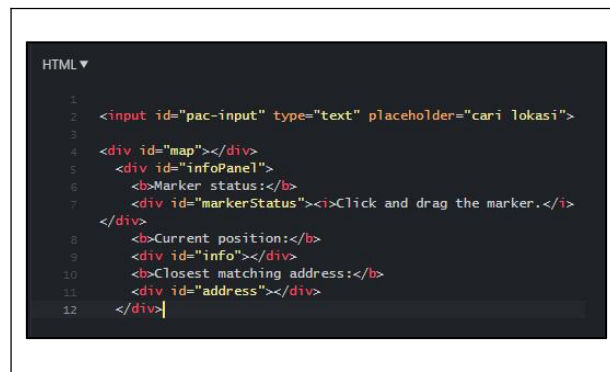 HTML ▼
1
2 <input id="pac-input" type="text" placeholder="cari lokasi">
3
4 <div id="map"></div>
5 <div id="infoPanel">
6 <b>Marker status:</b>
7 <div id="markerStatus"><i>Click and drag the marker.</i>
</div>
8 <b>Current position:</b>
9 <div id="info"></div>
10 <b>Closest matching address:</b>
11 <div id="address"></div>
12 </div>